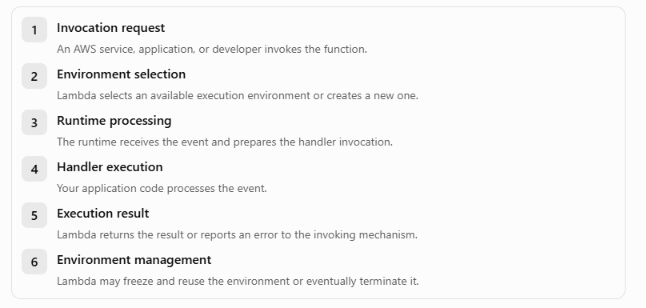 1 Invocation request
An AWS service, application, or developer invokes the function.
2 Environment selection
Lambda selects an available execution environment or creates a new one.
3 Runtime processing
The runtime receives the event and prepares the handler invocation.
4 Handler execution
Your application code processes the event.
5 Execution result
Lambda returns the result or reports an error to the invoking mechanism.
6 Environment management
Lambda may freeze and reuse the environment or eventually terminate it.